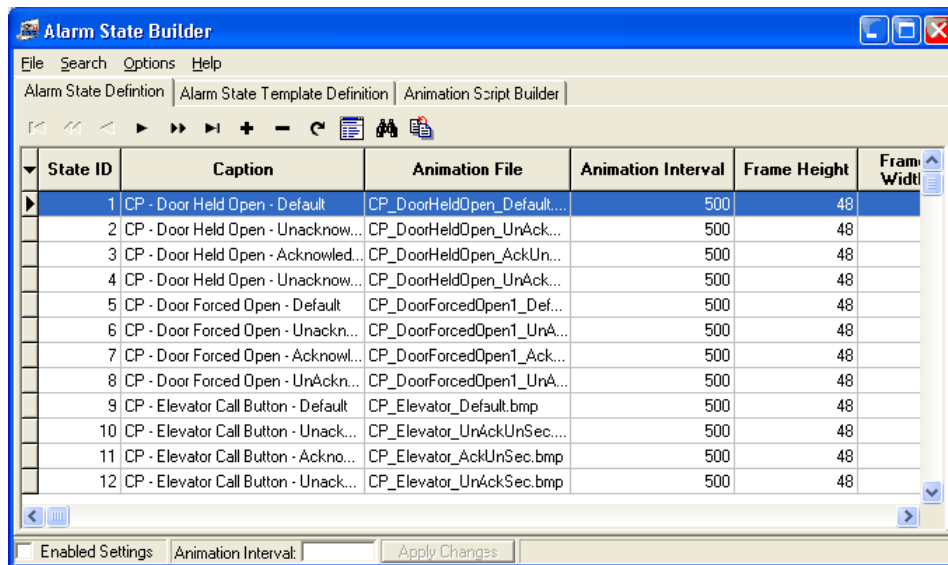 Alarm State Builder
File Search Options Help
Alarm State Defintion Alarm State Template Definition Animation Script Builder
State ID Caption Animation File Animation Interval Frame Height Frame Width
1 CP - Door Held Open - Default CP_DoorHeldOpen_Default.... 500 48
2 CP - Door Held Open - Unacknow... CP_DoorHeldOpen_UnAck... 500 48
3 CP - Door Held Open - Acknowled... CP_DoorHeldOpen_AckUn... 500 48
4 CP - Door Held Open - Unacknow... CP_DoorHeldOpen_UnAck... 500 48
5 CP - Door Forced Open - Default CP_DoorForcedOpen1_Def... 500 48
6 CP - Door Forced Open - Unackn... CP_DoorForcedOpen1_UnA... 500 48
7 CP - Door Forced Open - Acknowl... CP_DoorForcedOpen1_Ack... 500 48
8 CP - Door Forced Open - UnAckn... CP_DoorForcedOpen1_UnA... 500 48
9 CP - Elevator Call Button - Default CP_Elevator_Default.bmp 500 48
10 CP - Elevator Call Button - Unack... CP_Elevator_UnAckUnSec.... 500 48
11 CP - Elevator Call Button - Ackno... CP_Elevator_AckUnSec.bmp 500 48
12 CP - Elevator Call Button - Unack... CP_Elevator_UnAckSec.bmp 500 48
Enabled Settings Animation Interval: Apply Changes